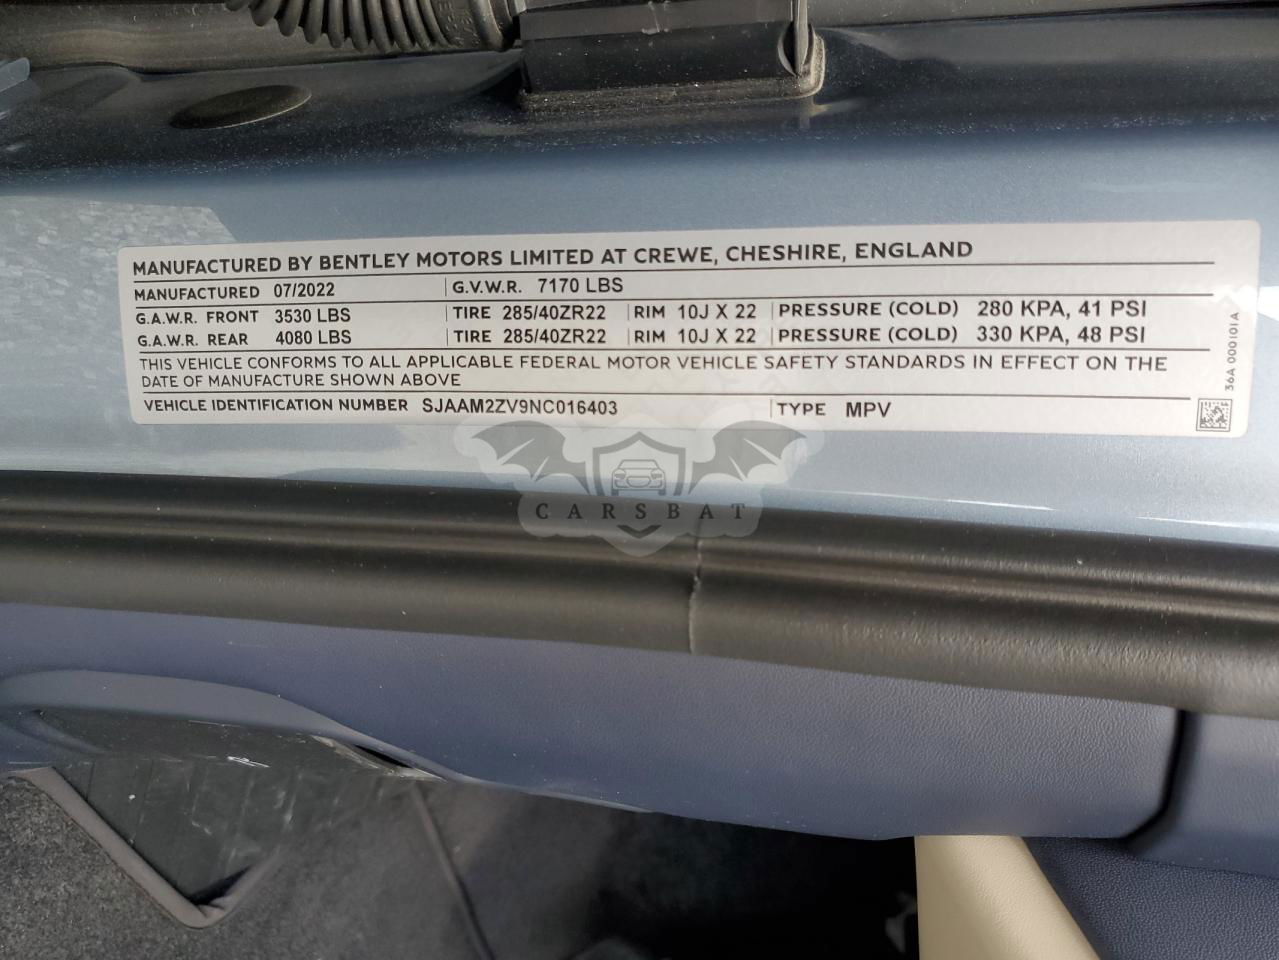 MANUFACTURED BY BENTLEY MOTORS LIMITED AT CREWE, CHESHIRE, ENGLAND
MANUFACTURED 07/2022 G.V.W.R. 7170 LBS
G.A.W.R. FRONT 3530 LBS TIRE 285/40ZR22 RIM 10J X 22 PRESSURE (COLD) 280 KPA, 41 PSI
G.A.W.R. REAR 4080 LBS TIRE 285/40ZR22 RIM 10J X 22 PRESSURE (COLD) 330 KPA, 48 PSI
THIS VEHICLE CONFORMS TO ALL APPLICABLE FEDERAL MOTOR VEHICLE SAFETY STANDARDS IN EFFECT ON THE
DATE OF MANUFACTURE SHOWN ABOVE
VEHICLE IDENTIFICATION NUMBER SJAAM2ZV9NC016403 TYPE MPV
36A 000101A
CARSBAT